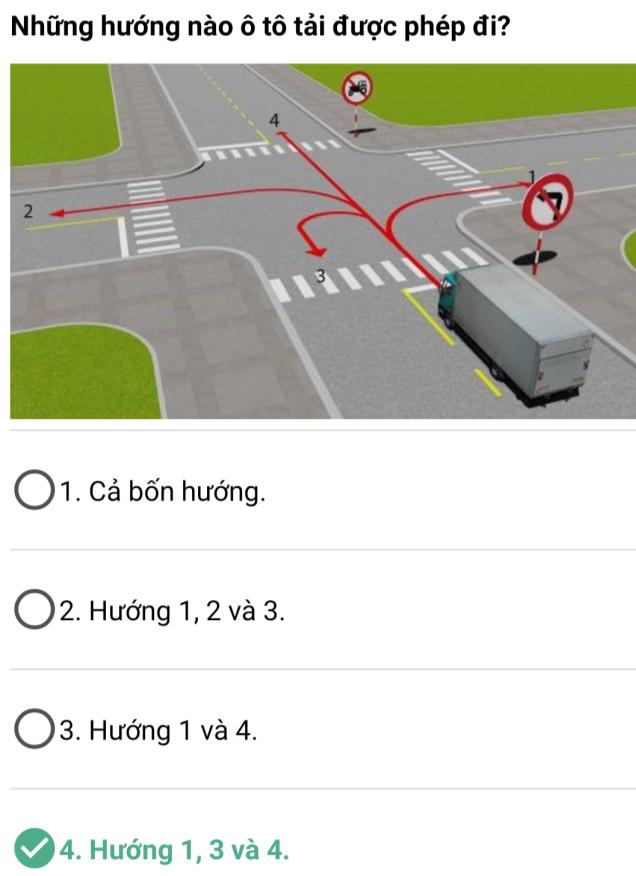 Những hướng nào ô tô tải được phép đi?
4
1
2
3
1. Cả bốn hướng.
2. Hướng 1, 2 và 3.
3. Hướng 1 và 4.
4. Hướng 1, 3 và 4.